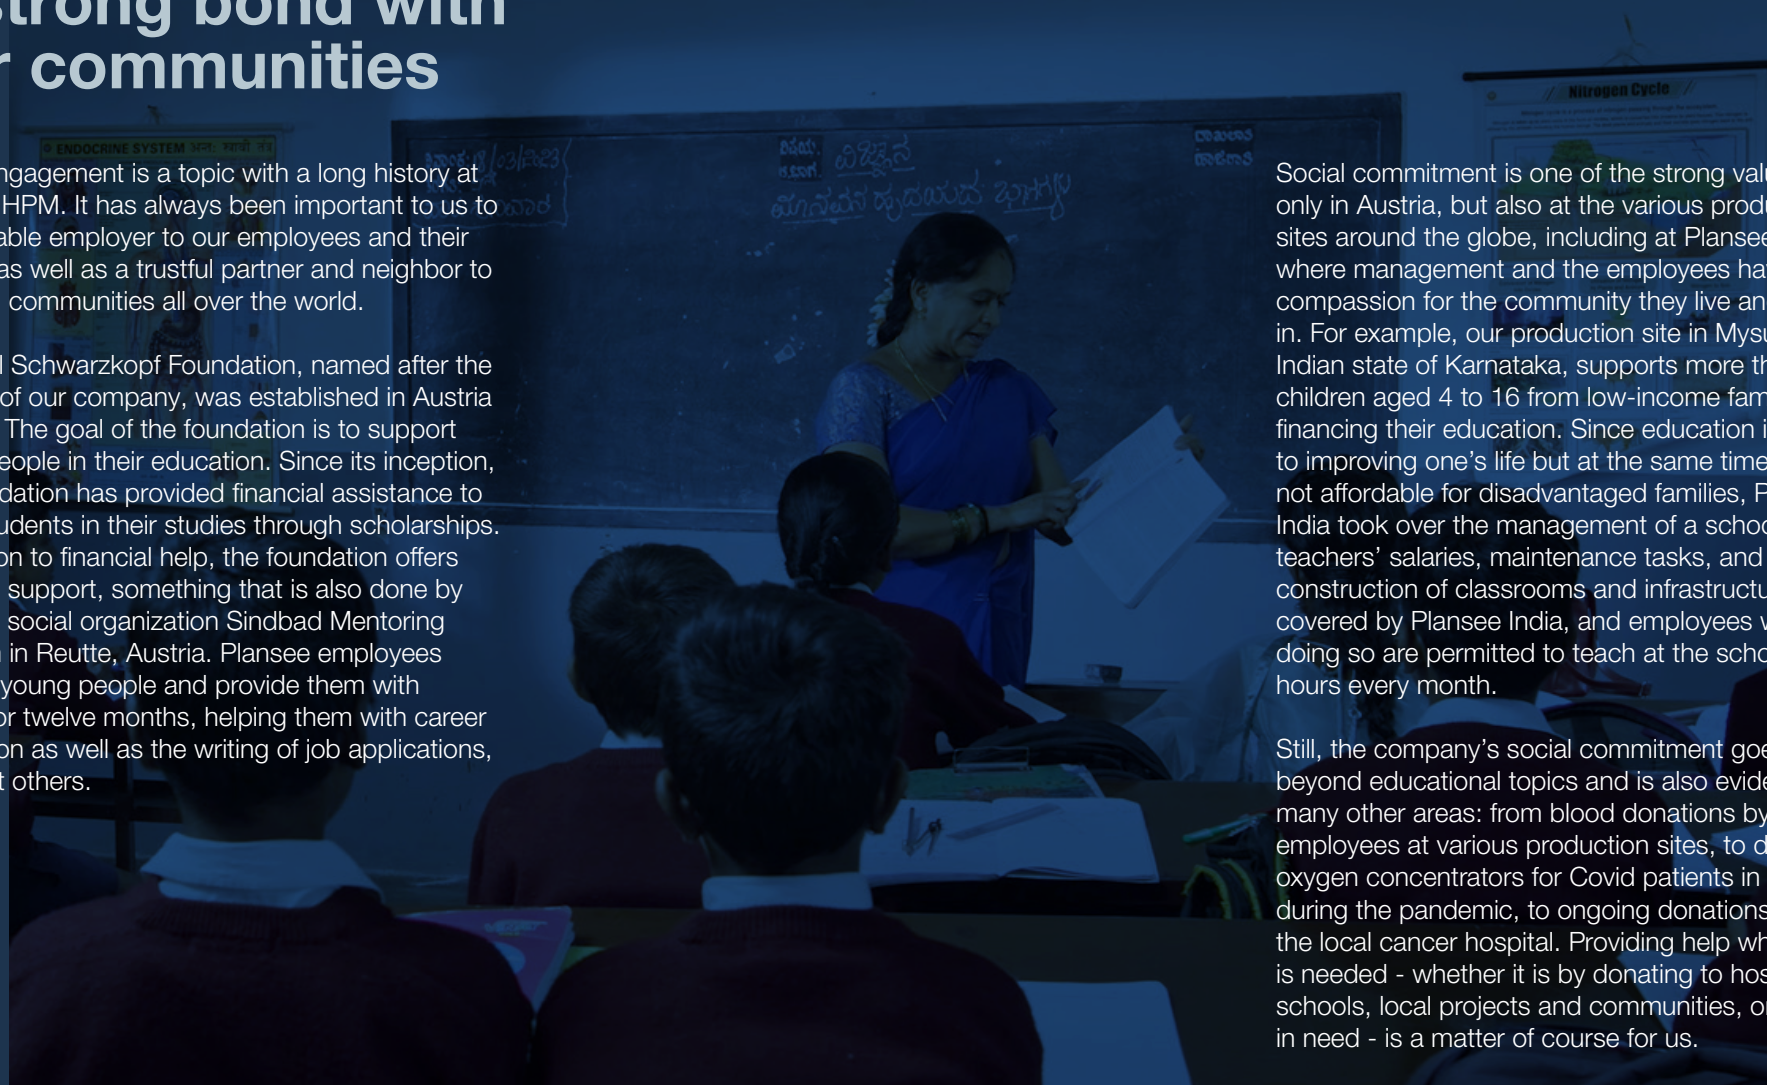 strong bond with
r communities
ngagement is a topic with a long history at
HPM. It has always been important to us to
able employer to our employees and their
as well as a trustful partner and neighbor to
communities all over the world.
l Schwarzkopf Foundation, named after the
of our company, was established in Austria
The goal of the foundation is to support
eople in their education. Since its inception,
dation has provided financial assistance to
udents in their studies through scholarships.
on to financial help, the foundation offers
support, something that is also done by
social organization Sindbad Mentoring
in Reutte, Austria. Plansee employees
young people and provide them with
or twelve months, helping them with career
on as well as the writing of job applications,
t others.
Social commitment is one of the strong valu
only in Austria, but also at the various produ
sites around the globe, including at Plansee
where management and the employees hav
compassion for the community they live an
in. For example, our production site in Mysu
Indian state of Karnataka, supports more th
children aged 4 to 16 from low-income fam
financing their education. Since education i
to improving one’s life but at the same time
not affordable for disadvantaged families, P
India took over the management of a schoo
teachers’ salaries, maintenance tasks, and
construction of classrooms and infrastructu
covered by Plansee India, and employees w
doing so are permitted to teach at the scho
hours every month.
Still, the company’s social commitment goe
beyond educational topics and is also evide
many other areas: from blood donations by
employees at various production sites, to d
oxygen concentrators for Covid patients in
during the pandemic, to ongoing donations
the local cancer hospital. Providing help wh
is needed - whether it is by donating to hos
schools, local projects and communities, or
in need - is a matter of course for us.
ENDOCRINE SYSTEM
ವಿಷಯ: ವಿಜ್ಞಾನ
ಮಾನವನ ಹೃದಯದ ಭಾಗಗಳು
ದಾಖಲಾತಿ
ಹಾಜರಾತಿ
Nitrogen Cycle